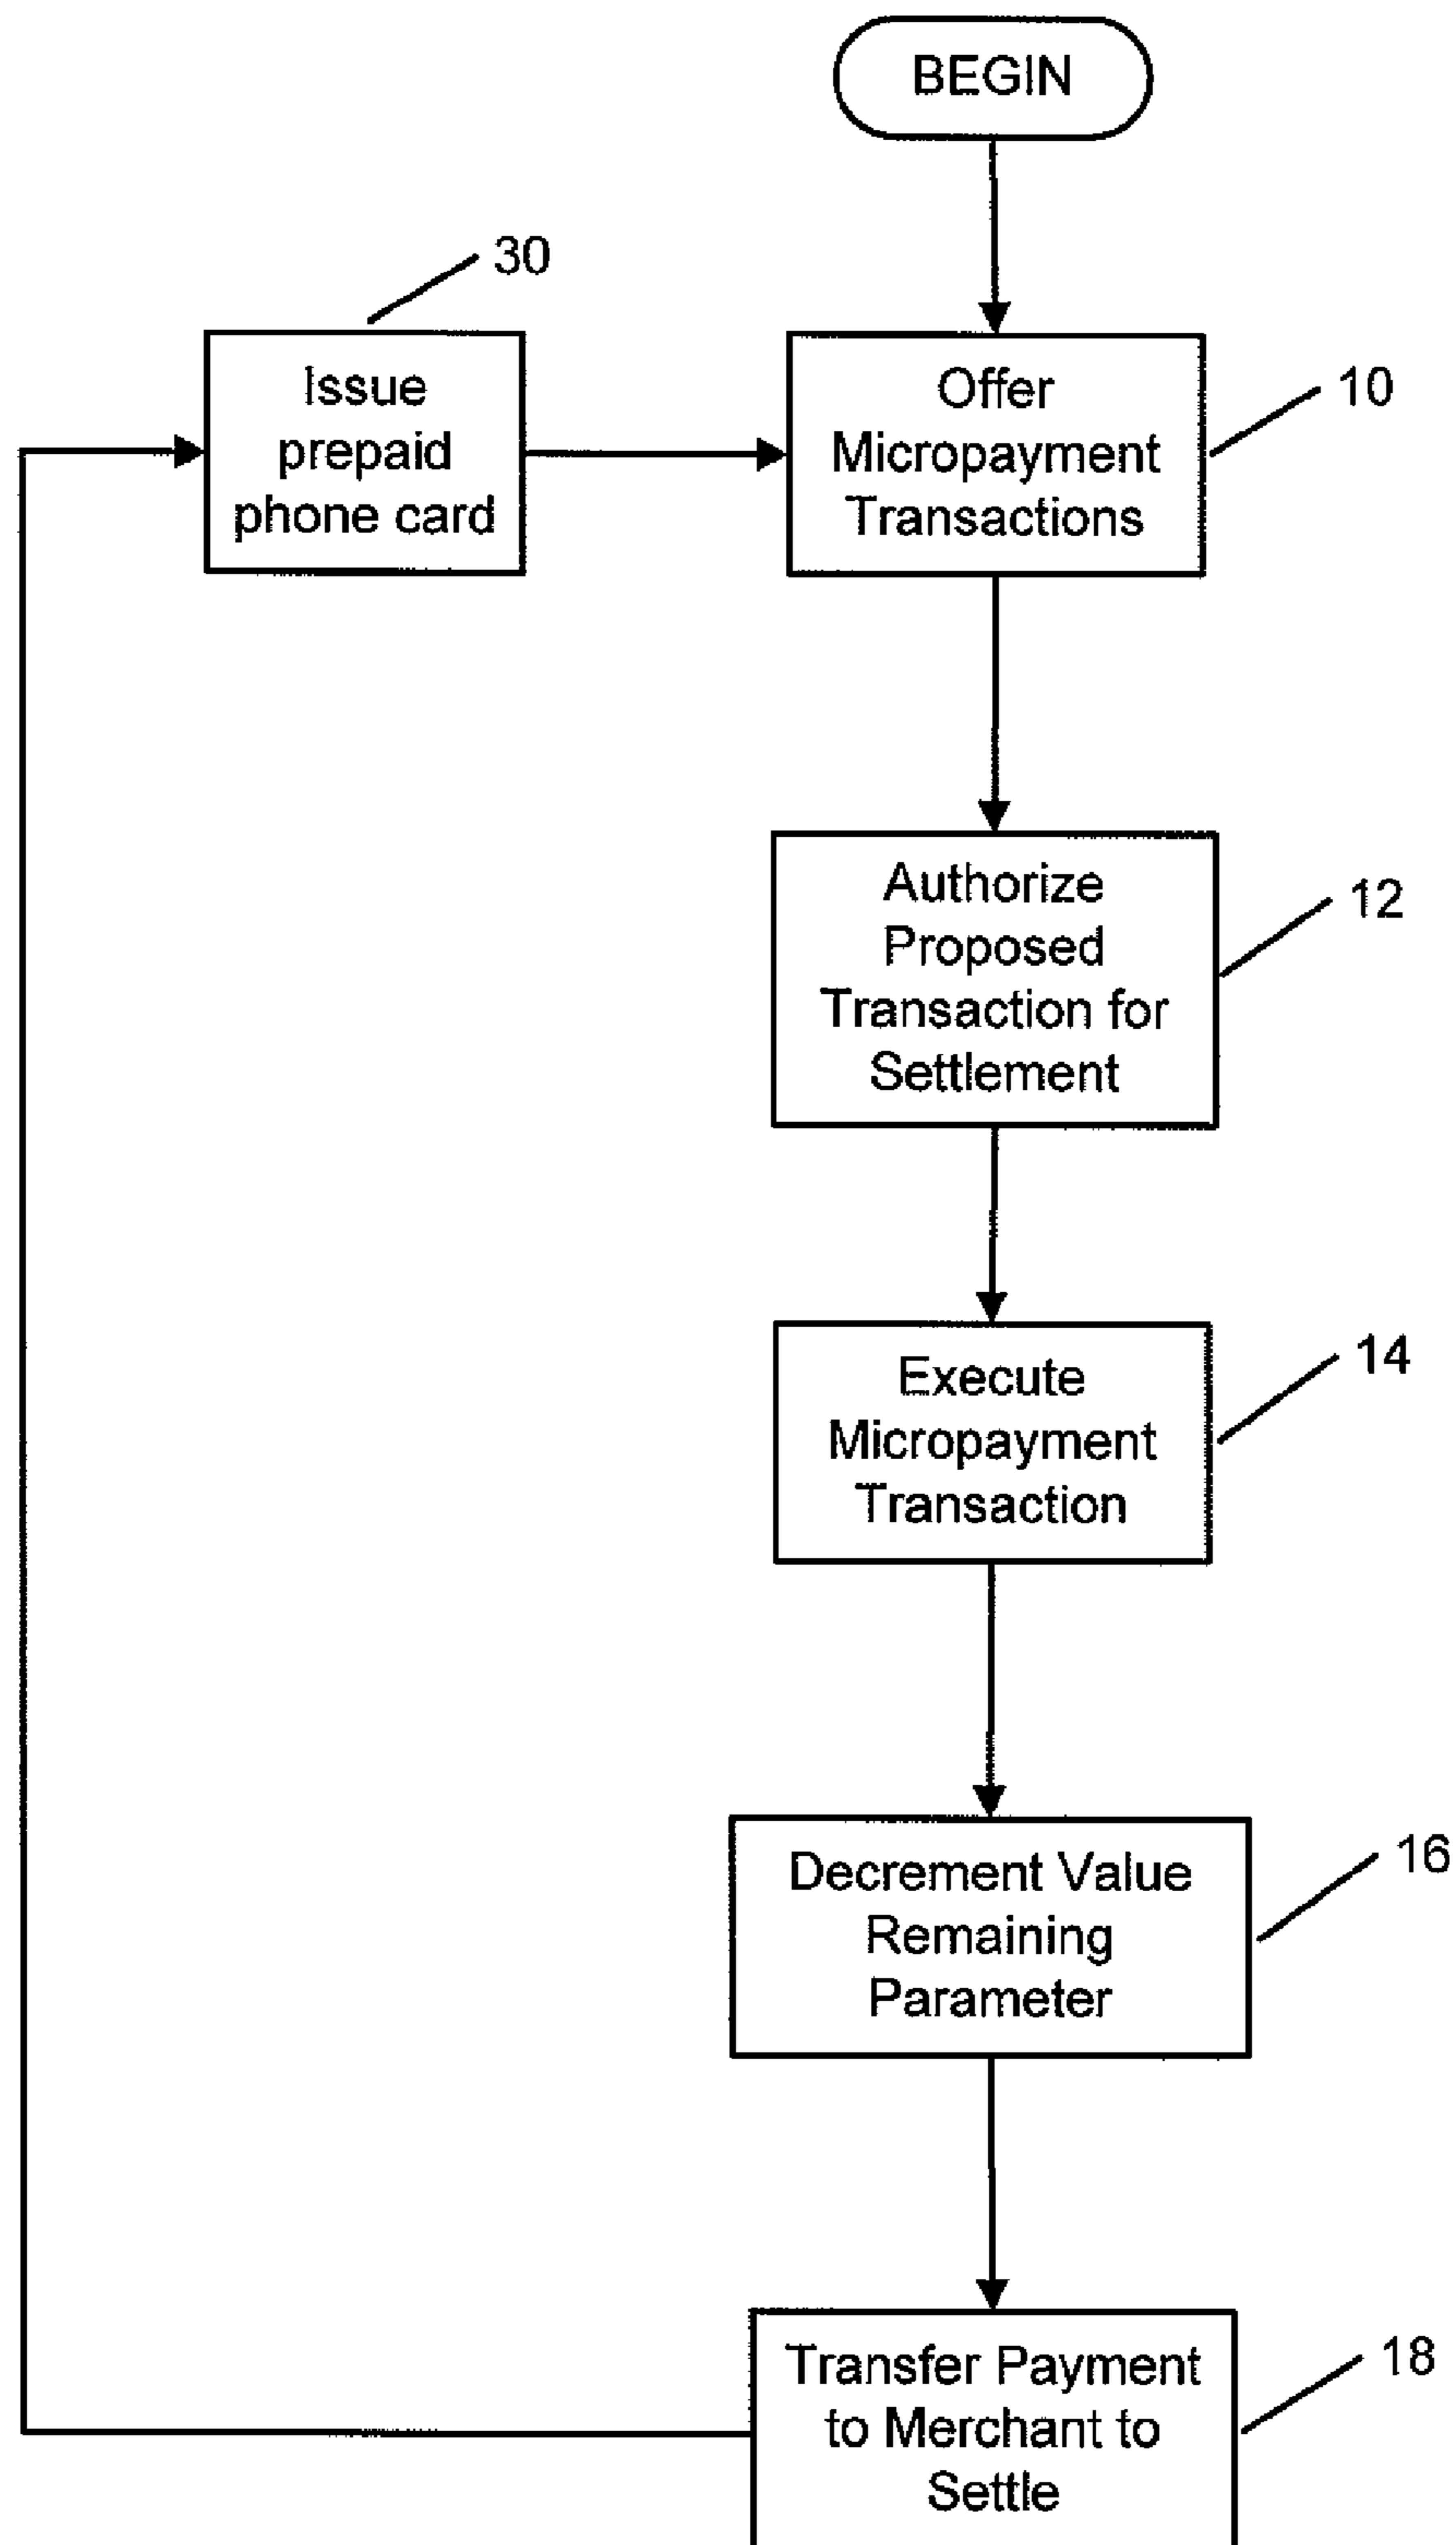 BEGIN
30
Issue
prepaid
phone card
Offer
Micropayment
Transactions
10
Authorize
Proposed
Transaction for
Settlement
12
Execute
Micropayment
Transaction
14
Decrement Value
Remaining
Parameter
16
Transfer Payment
to Merchant to
Settle
18